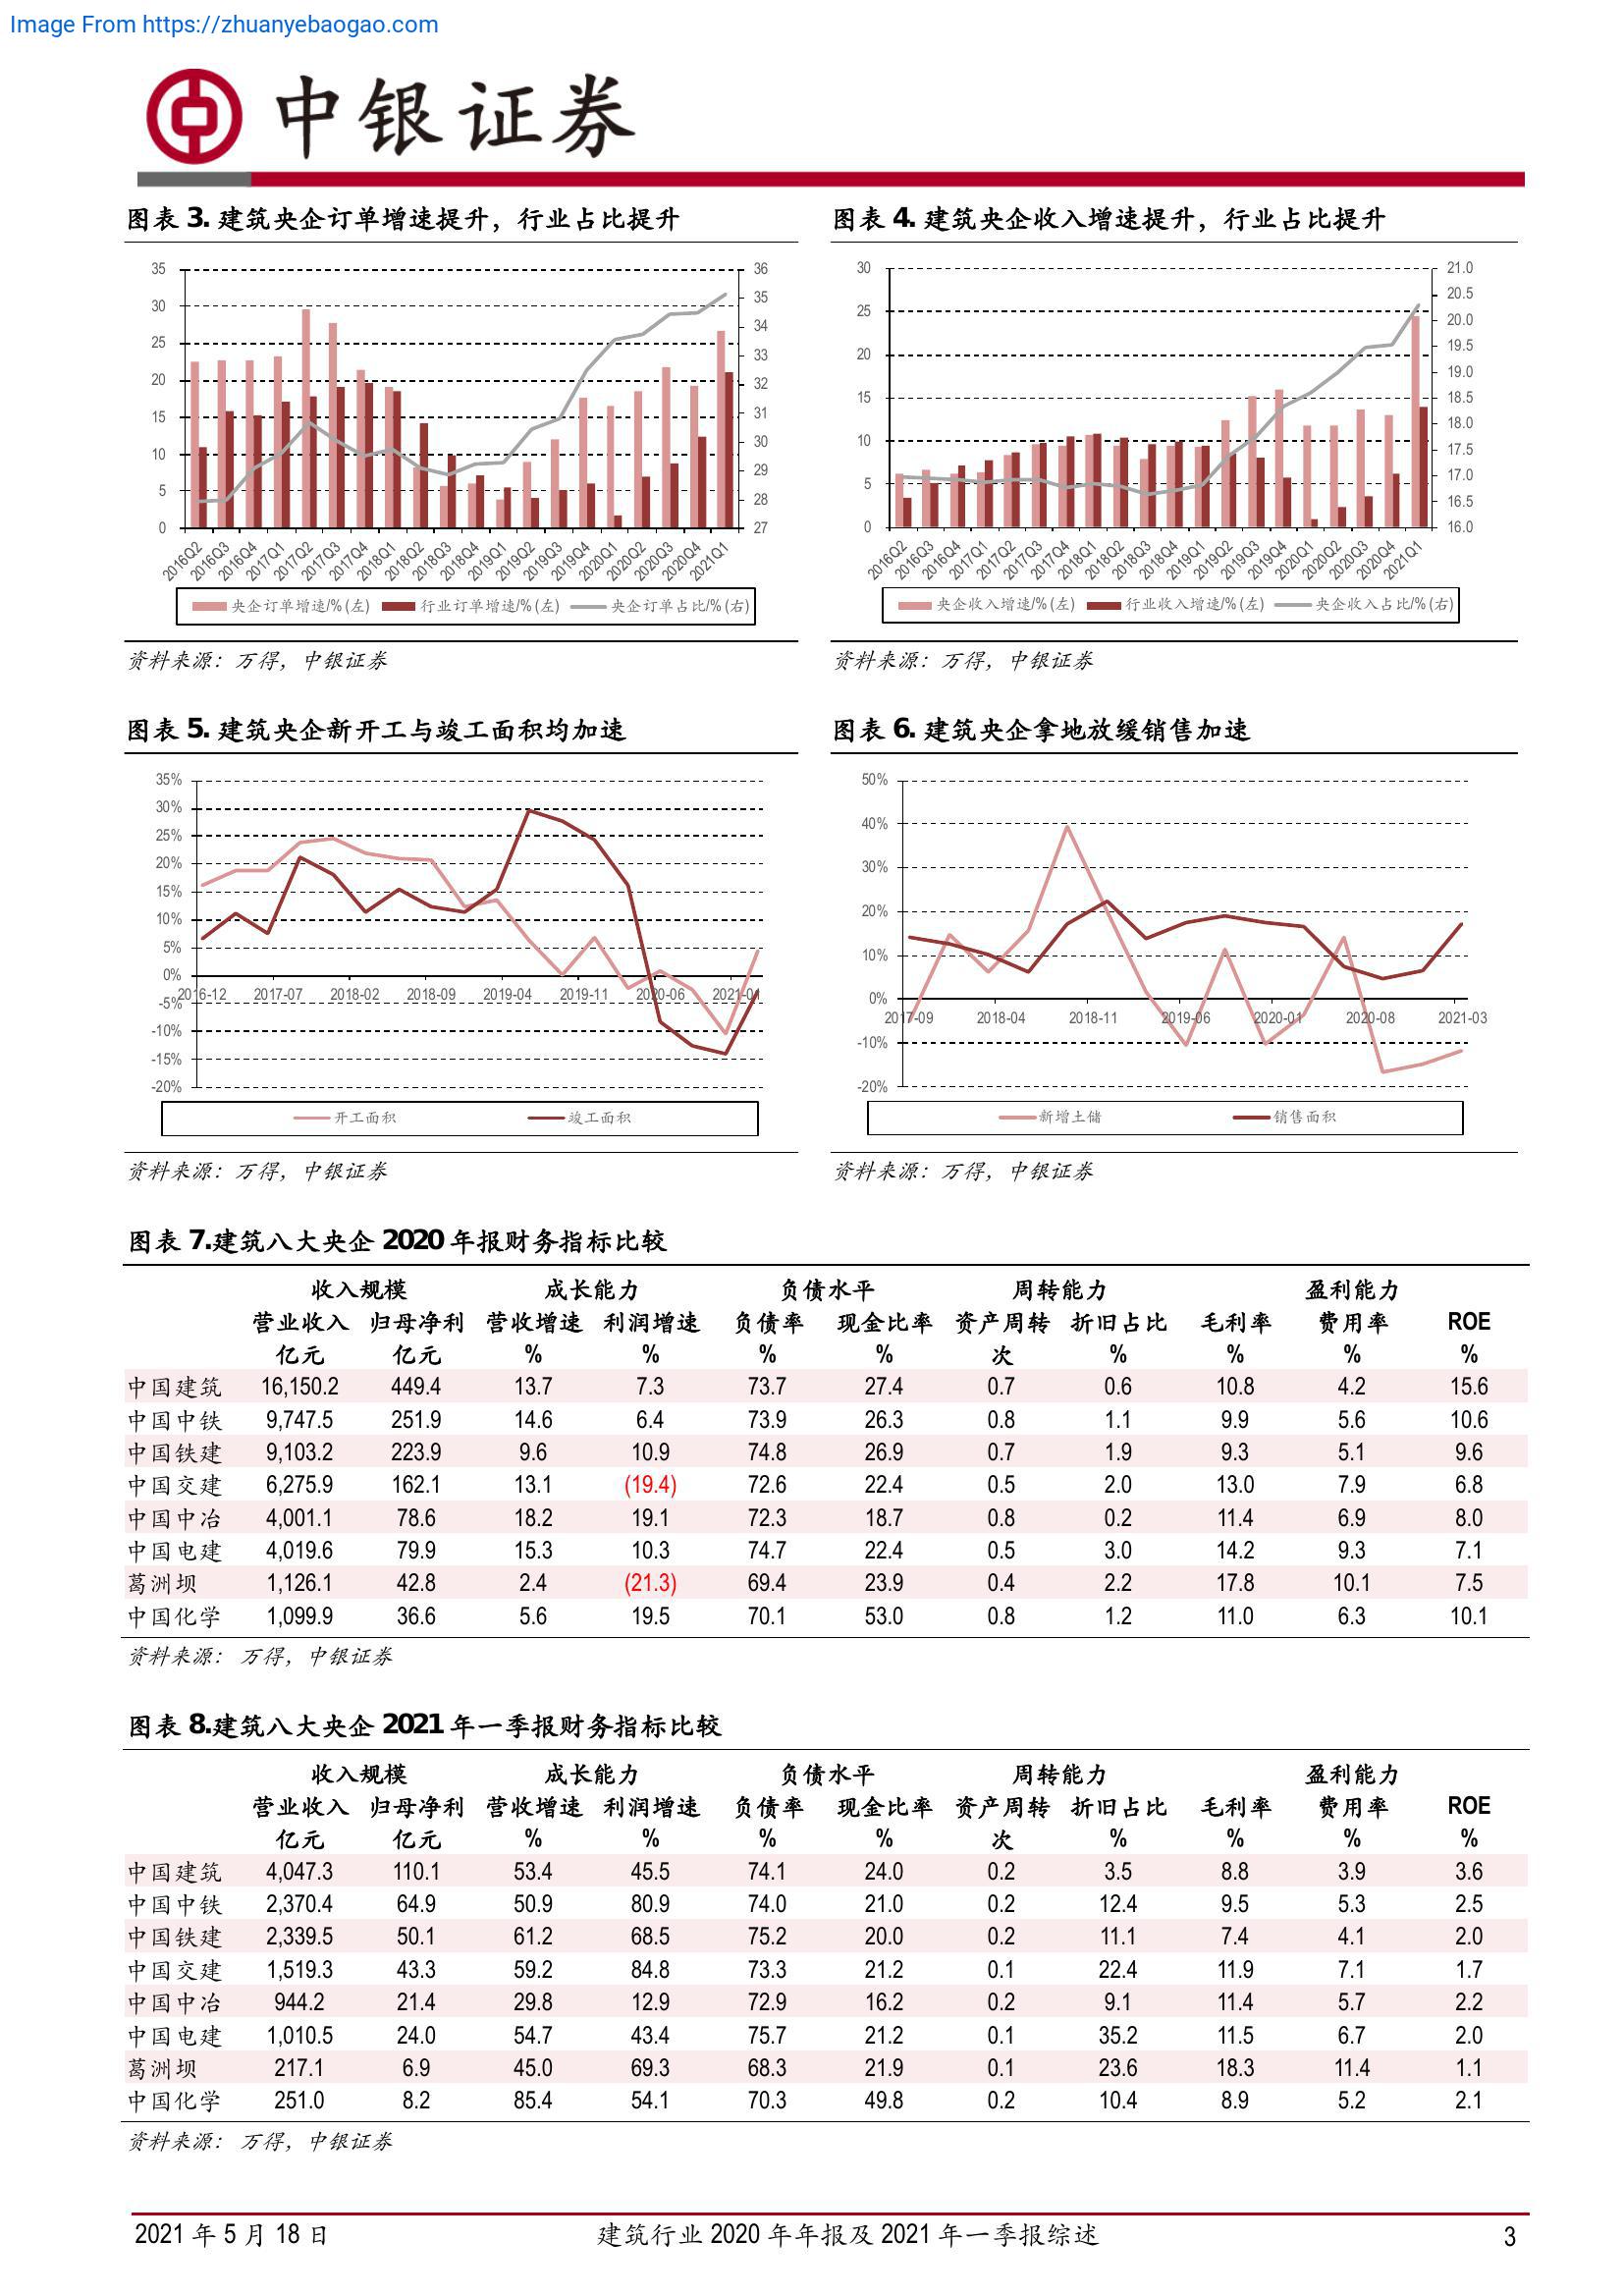 Image From https://zhuanyebaogao.com
中银证券
图表 3. 建筑央企订单增速提升，行业占比提升
35 30 25 20 15 10 5 0
36 35 34 33 32 31 30 29 28 27
2016Q2 2016Q3 2016Q4 2017Q1 2017Q2 2017Q3 2017Q4 2018Q1 2018Q2 2018Q3 2018Q4 2019Q1 2019Q2 2019Q3 2019Q4 2020Q1 2020Q2 2020Q3 2020Q4 2021Q1
央企订单增速/% (左) 行业订单增速/% (左) 央企订单占比/% (右)
资料来源：万得，中银证券
图表 4. 建筑央企收入增速提升，行业占比提升
30 25 20 15 10 5 0
21.0 20.5 20.0 19.5 19.0 18.5 18.0 17.5 17.0 16.5 16.0
2016Q2 2016Q3 2016Q4 2017Q1 2017Q2 2017Q3 2017Q4 2018Q1 2018Q2 2018Q3 2018Q4 2019Q1 2019Q2 2019Q3 2019Q4 2020Q1 2020Q2 2020Q3 2020Q4 2021Q1
央企收入增速/% (左) 行业收入增速/% (左) 央企收入占比/% (右)
资料来源：万得，中银证券
图表 5. 建筑央企新开工与竣工面积均加速
35% 30% 25% 20% 15% 10% 5% 0% -5% -10% -15% -20%
2016-12 2017-07 2018-02 2018-09 2019-04 2019-11 2020-06 2021-01
开工面积 竣工面积
资料来源：万得，中银证券
图表 6. 建筑央企拿地放缓销售加速
50% 40% 30% 20% 10% 0% -10% -20%
2017-09 2018-04 2018-11 2019-06 2020-01 2020-08 2021-03
新增土储 销售面积
资料来源：万得，中银证券
图表 7.建筑八大央企 2020 年报财务指标比较
收入规模 成长能力 负债水平 周转能力 盈利能力
营业收入 归母净利 营收增速 利润增速 负债率 现金比率 资产周转 折旧占比 毛利率 费用率 ROE
亿元 亿元 % % % % 次 % % % %
中国建筑 16,150.2 449.4 13.7 7.3 73.7 27.4 0.7 0.6 10.8 4.2 15.6
中国中铁 9,747.5 251.9 14.6 6.4 73.9 26.3 0.8 1.1 9.9 5.6 10.6
中国铁建 9,103.2 223.9 9.6 10.9 74.8 26.9 0.7 1.9 9.3 5.1 9.6
中国交建 6,275.9 162.1 13.1 (19.4) 72.6 22.4 0.5 2.0 13.0 7.9 6.8
中国中冶 4,001.1 78.6 18.2 19.1 72.3 18.7 0.8 0.2 11.4 6.9 8.0
中国电建 4,019.6 79.9 15.3 10.3 74.7 22.4 0.5 3.0 14.2 9.3 7.1
葛洲坝 1,126.1 42.8 2.4 (21.3) 69.4 23.9 0.4 2.2 17.8 10.1 7.5
中国化学 1,099.9 36.6 5.6 19.5 70.1 53.0 0.8 1.2 11.0 6.3 10.1
资料来源： 万得，中银证券
图表 8.建筑八大央企 2021 年一季报财务指标比较
收入规模 成长能力 负债水平 周转能力 盈利能力
营业收入 归母净利 营收增速 利润增速 负债率 现金比率 资产周转 折旧占比 毛利率 费用率 ROE
亿元 亿元 % % % % 次 % % % %
中国建筑 4,047.3 110.1 53.4 45.5 74.1 24.0 0.2 3.5 8.8 3.9 3.6
中国中铁 2,370.4 64.9 50.9 80.9 74.0 21.0 0.2 12.4 9.5 5.3 2.5
中国铁建 2,339.5 50.1 61.2 68.5 75.2 20.0 0.2 11.1 7.4 4.1 2.0
中国交建 1,519.3 43.3 59.2 84.8 73.3 21.2 0.1 22.4 11.9 7.1 1.7
中国中冶 944.2 21.4 29.8 12.9 72.9 16.2 0.2 9.1 11.4 5.7 2.2
中国电建 1,010.5 24.0 54.7 43.4 75.7 21.2 0.1 35.2 11.5 6.7 2.0
葛洲坝 217.1 6.9 45.0 69.3 68.3 21.9 0.1 23.6 18.3 11.4 1.1
中国化学 251.0 8.2 85.4 54.1 70.3 49.8 0.2 10.4 8.9 5.2 2.1
资料来源： 万得，中银证券
2021 年 5 月 18 日 建筑行业 2020 年年报及 2021 年一季报综述 3